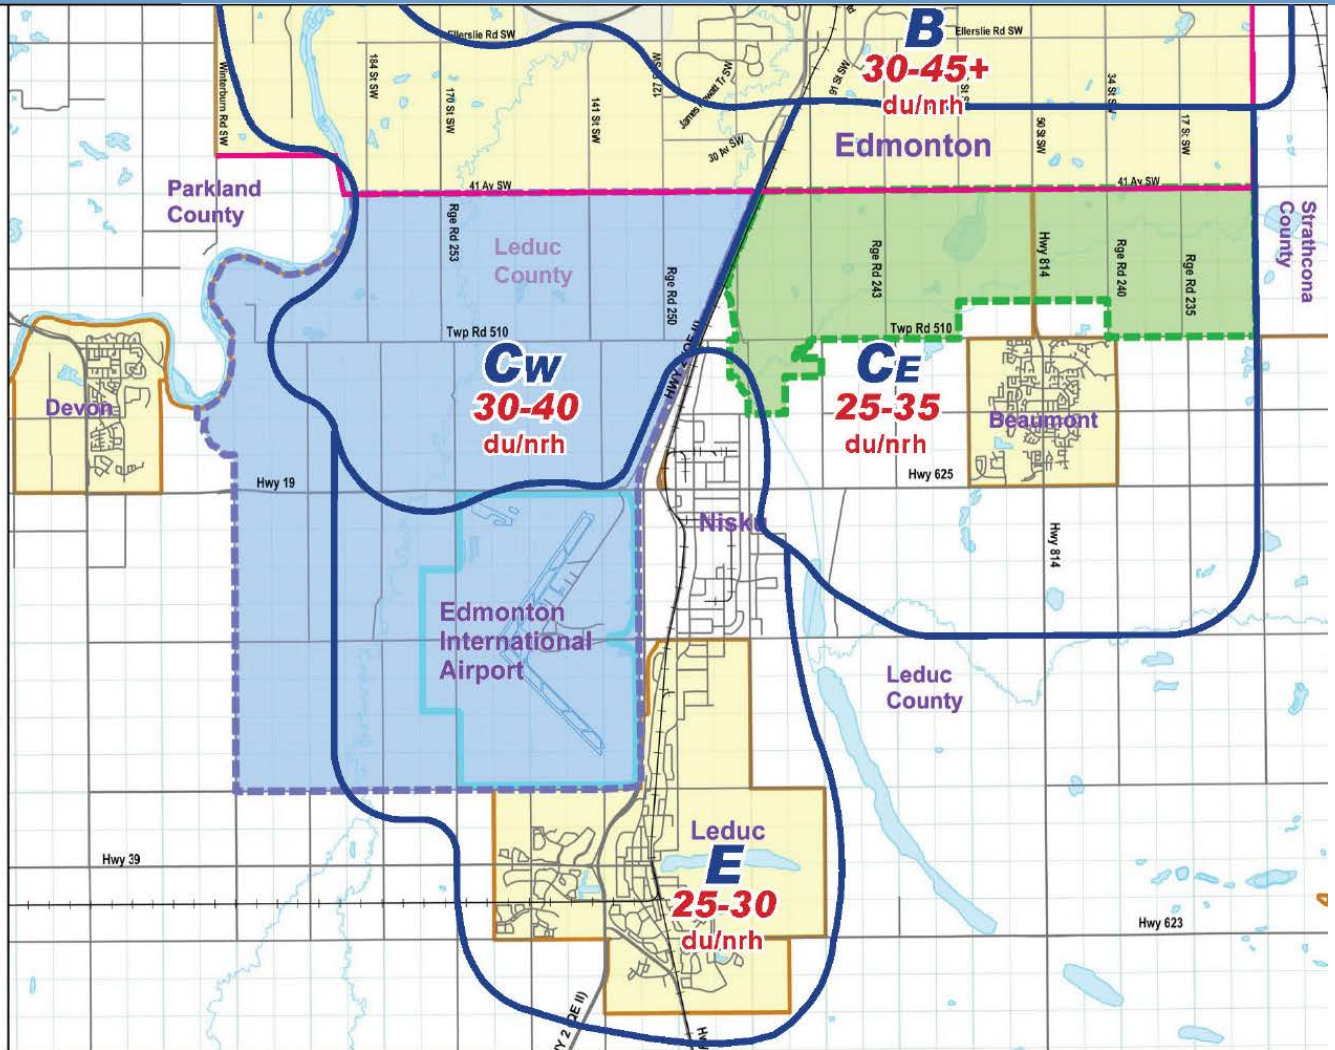 B
30-45+
du/nrh
Edmonton
Ellerslie Rd SW
Ellerslie Rd SW
Winterburn Rd SW
184 St SW
170 St SW
141 St SW
127 St SW
30 Av SW
91 St SW
50 St SW
34 St SW
17 St SW
41 Av SW
41 Av SW
Parkland
County
Strathcona
County
Leduc
County
Rge Rd 253
Rge Rd 250
Rge Rd 243
Hwy 814
Rge Rd 240
Rge Rd 235
Twp Rd 510
Twp Rd 510
CW
30-40
du/nrh
CE
25-35
du/nrh
Devon
Beaumont
Hwy 19
Hwy 625
Nisku
Hwy 814
Edmonton
International
Airport
Leduc
County
Leduc
E
25-30
du/nrh
Hwy 39
Hwy 623